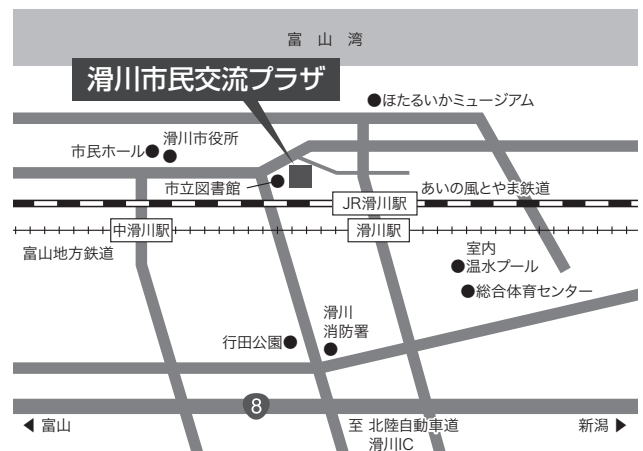 富山湾
滑川市民交流プラザ
ほたるいかミュージアム
滑川市役所
市民ホール
市立図書館
あいの風とやま鉄道
JR滑川駅
中滑川駅
滑川駅
富山地方鉄道
室内
温水プール
総合体育センター
滑川
消防署
行田公園
8
富山
至 北陸自動車道
滑川IC
新潟